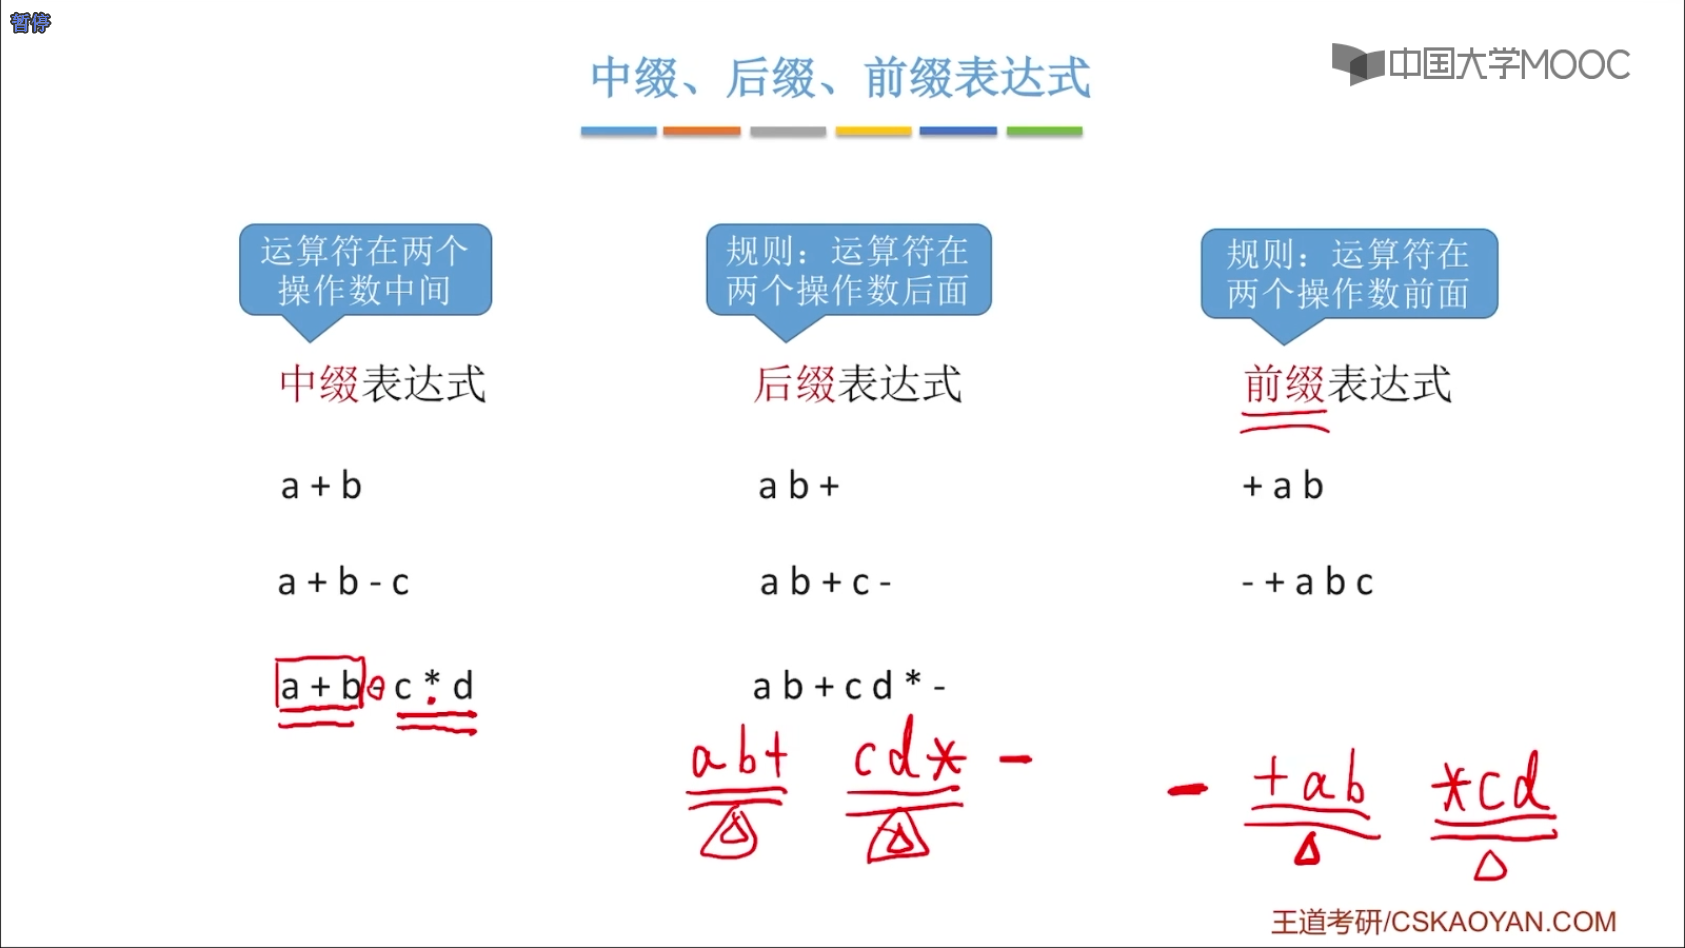 暂停
中缀、后缀、前缀表达式
中国大学MOOC
运算符在两个
操作数中间
规则：运算符在
两个操作数后面
规则：运算符在
两个操作数前面
中缀表达式
后缀表达式
前缀表达式
a + b
a b +
+ a b
a + b - c
a b + c -
- + a b c
a + b - c * d
a b + c d * -
ab+ cd* -
- +ab *cd
王道考研/CSKAOYAN.COM